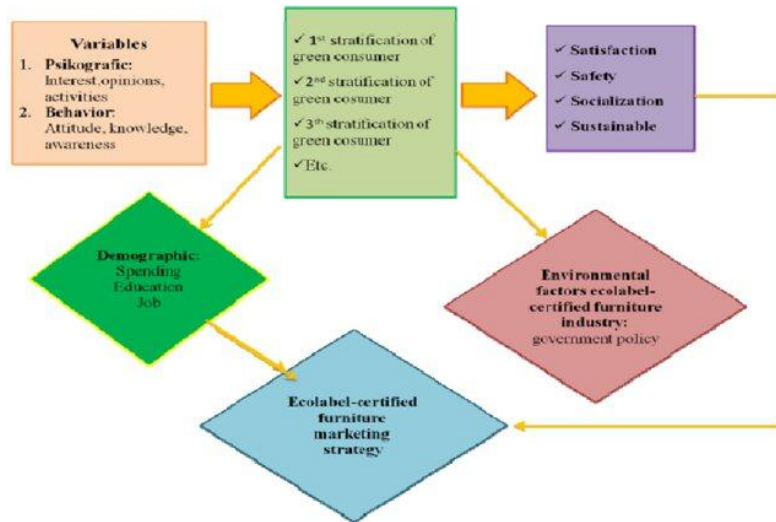 Variables
1. Psikografic:
Interest,opinions,
activities
2. Behavior:
Attitude, knowledge,
awareness
✓ 1st stratification of
green consumer
✓ 2nd stratification of
green cosumer
✓ 3th stratification of
green cosumer
✓Etc.
✓ Satisfaction
✓ Safety
✓ Socialization
✓ Sustainable
Demographic:
Spending
Education
Job
Environmental
factors ecolabel-
certified furniture
industry:
government policy
Ecolabel-certified
furniture
marketing
strategy